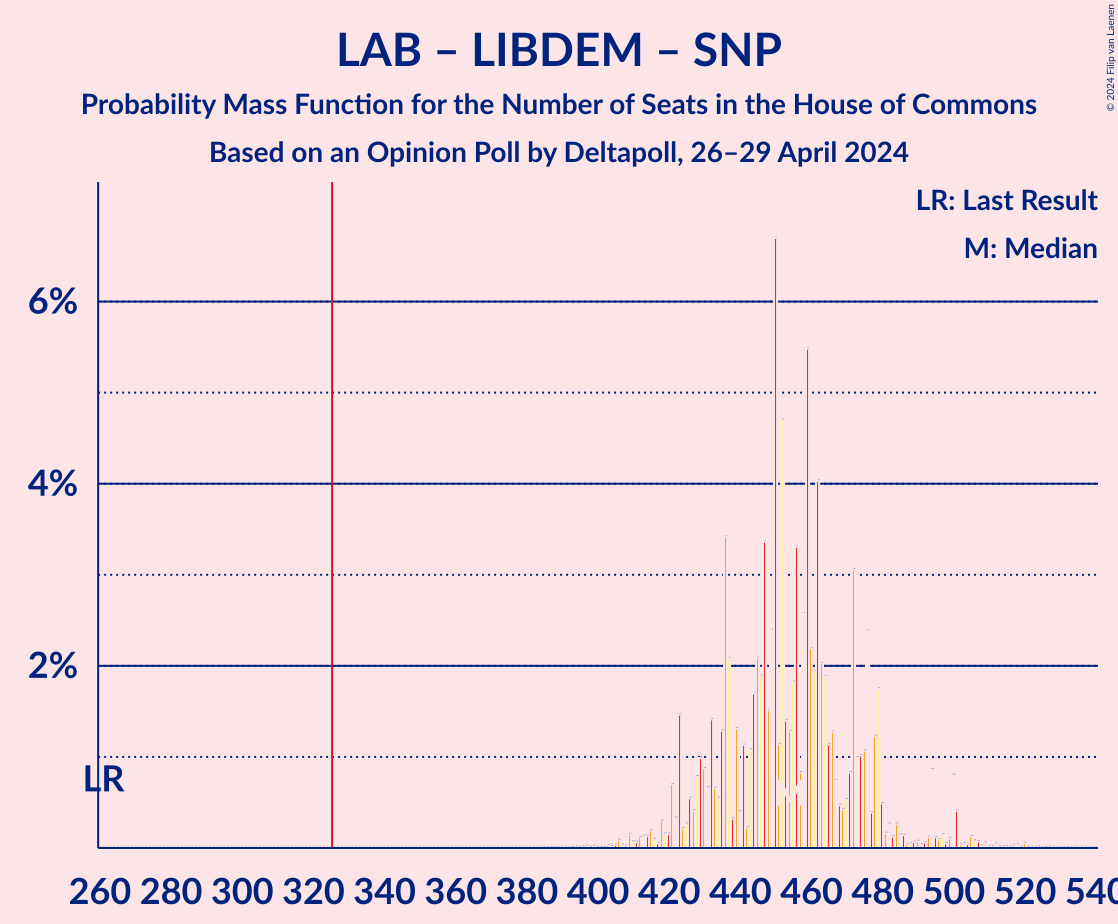 LAB – LIBDEM – SNP
Probability Mass Function for the Number of Seats in the House of Commons
Based on an Opinion Poll by Deltapoll, 26–29 April 2024
© 2024 Filip van Laenen
LR: Last Result
M: Median
6%
4%
2%
LR
260 280 300 320 340 360 380 400 420 440 460 480 500 520 540